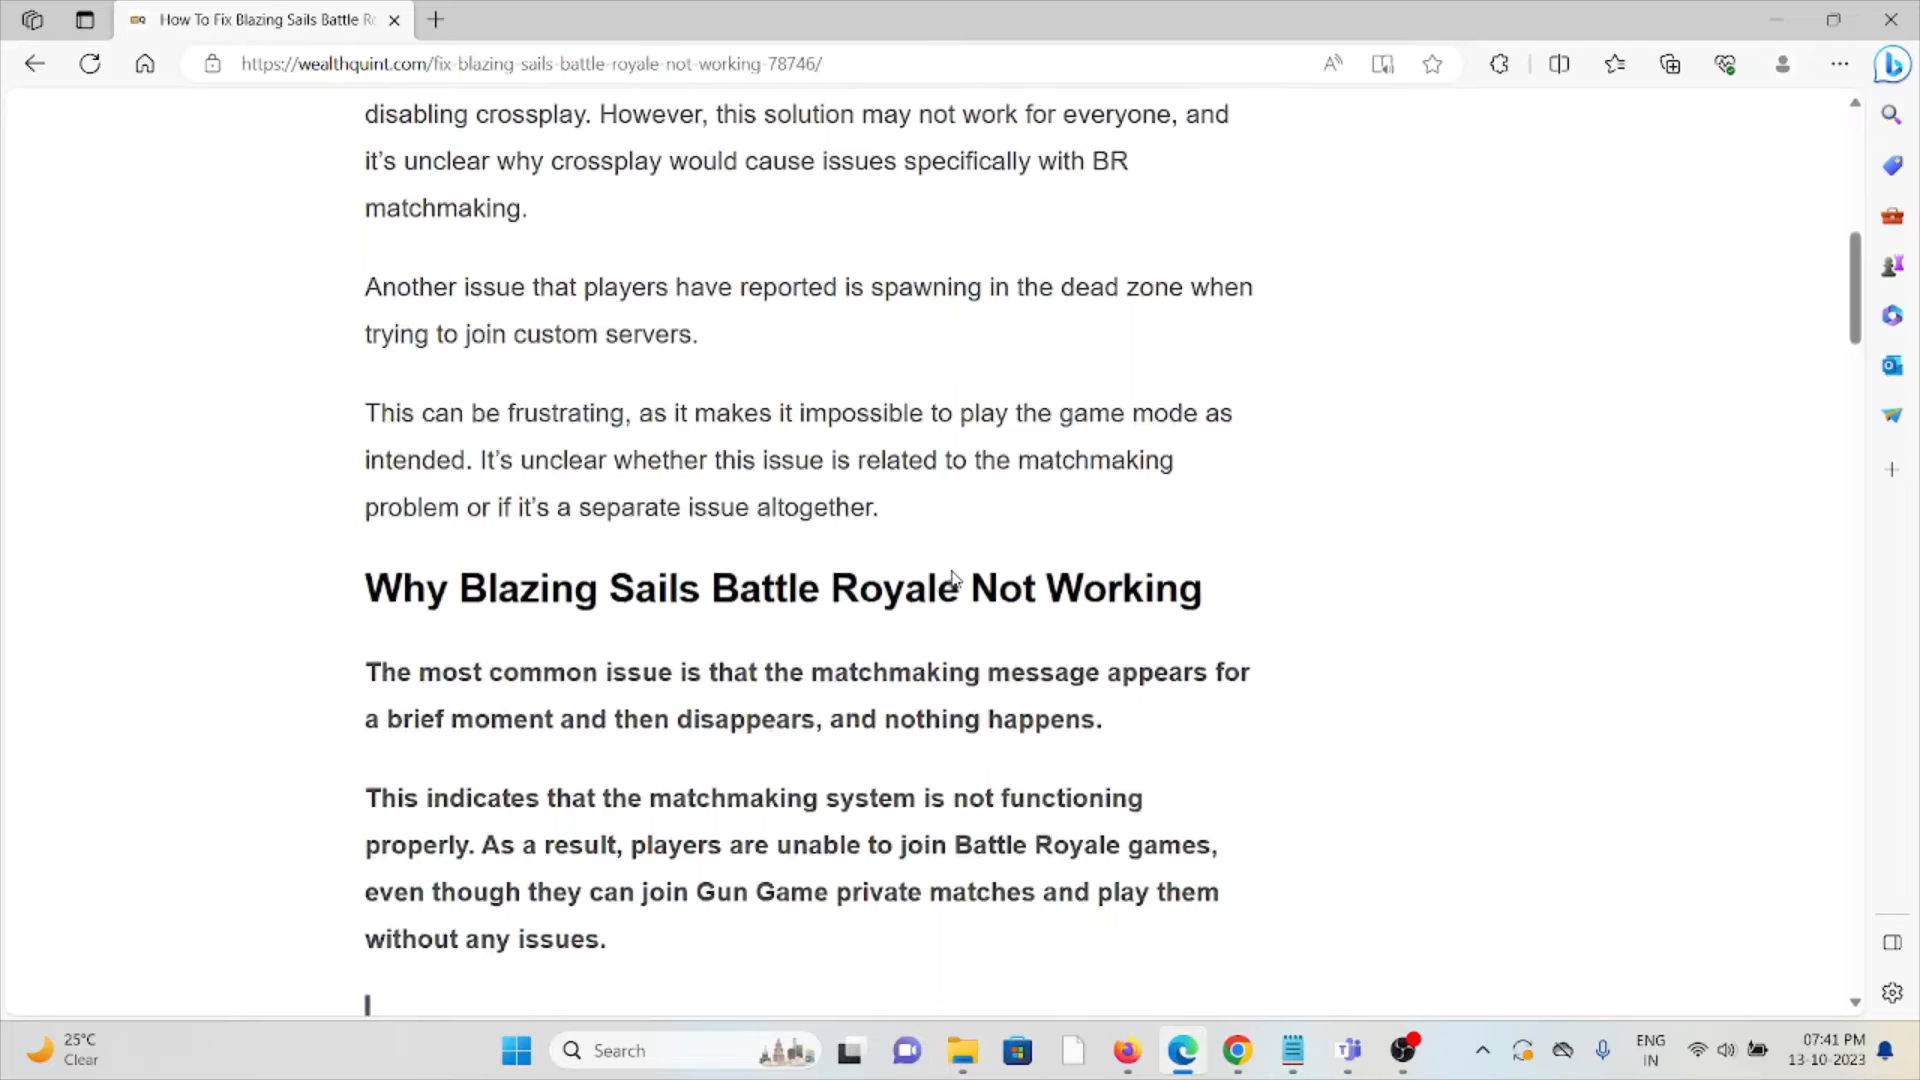 How To Fix Blazing Sails Battle Ro
https://wealthquint.com/fix-blazing-sails-battle-royale-not-working-78746/
disabling crossplay. However, this solution may not work for everyone, and
it's unclear why crossplay would cause issues specifically with BR
matchmaking.
Another issue that players have reported is spawning in the dead zone when
trying to join custom servers.
This can be frustrating, as it makes it impossible to play the game mode as
intended. It's unclear whether this issue is related to the matchmaking
problem or if it's a separate issue altogether.
Why Blazing Sails Battle Royale Not Working
The most common issue is that the matchmaking message appears for
a brief moment and then disappears, and nothing happens.
This indicates that the matchmaking system is not functioning
properly. As a result, players are unable to join Battle Royale games,
even though they can join Gun Game private matches and play them
without any issues.
25°C
Clear
Search
ENG
IN
07:41 PM
13-10-2023